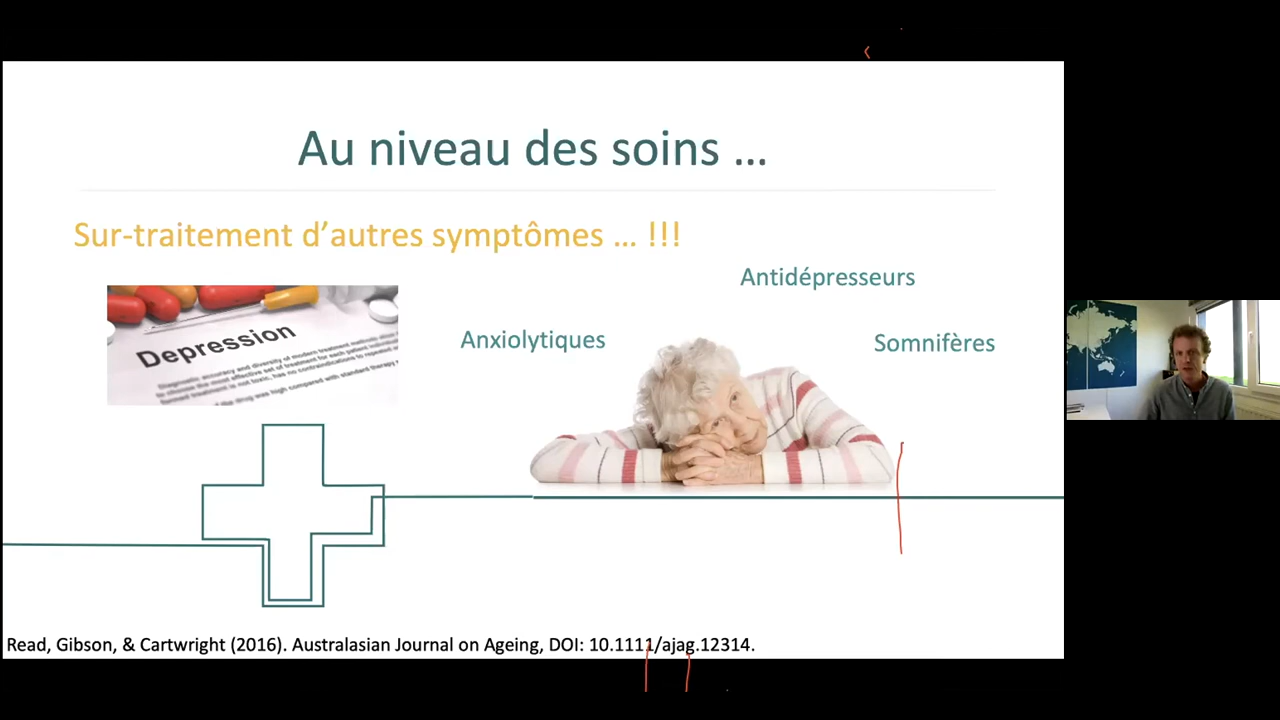 Au niveau des soins ...
Sur-traitement d'autres symptômes ... !!!
Antidépresseurs
Anxiolytiques
Somnifères
Depression
Read, Gibson, & Cartwright (2016). Australasian Journal on Ageing, DOI: 10.1111/ajag.12314.